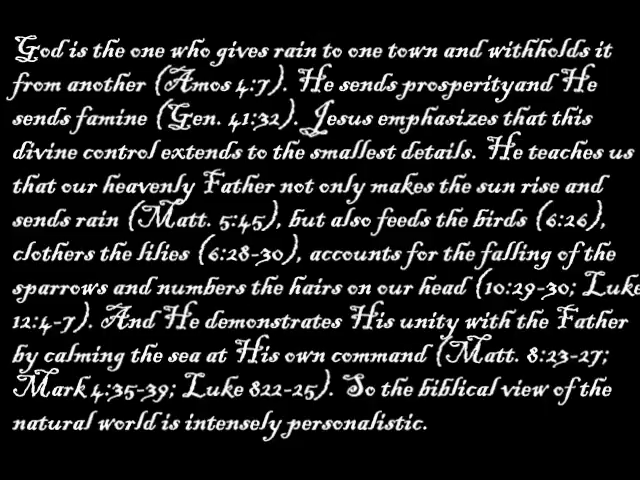 God is the one who gives rain to one town and withholds it
from another (Amos 4:7). He sends prosperityand He
sends famine (Gen. 41:32). Jesus emphasizes that this
divine control extends to the smallest details. He teaches us
that our heavenly Father not only makes the sun rise and
sends rain (Matt. 5:45), but also feeds the birds (6:26),
clothers the lilies (6:28-30), accounts for the falling of the
sparrows and numbers the hairs on our head (10:29-30; Luke
12:4-7). And He demonstrates His unity with the Father
by calming the sea at His own command (Matt. 8:23-27;
Mark 4:35-39; Luke 822-25). So the biblical view of the
natural world is intensely personalistic.